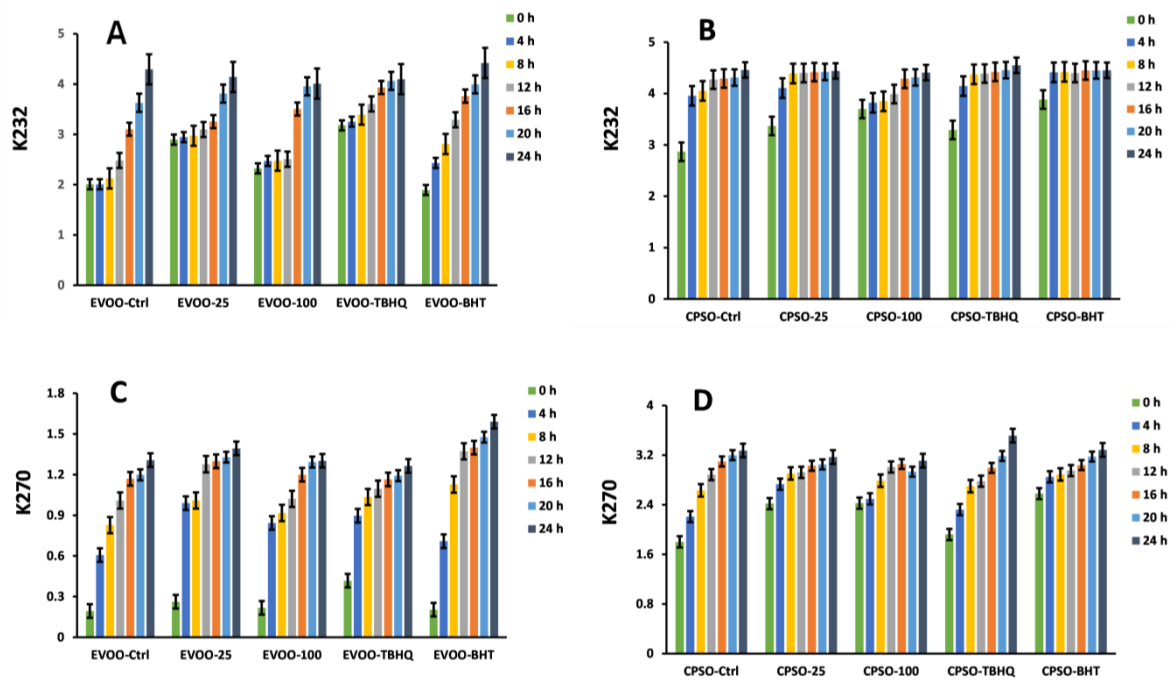 A
K232
5
4
3
2
1
0
EVOO-Ctrl EVOO-25 EVOO-100 EVOO-TBHQ EVOO-BHT
0 h
4 h
8 h
12 h
16 h
20 h
24 h
B
K232
5
4
3
2
1
0
CPSO-Ctrl CPSO-25 CPSO-100 CPSO-TBHQ CPSO-BHT
0 h
4 h
8 h
12 h
16 h
20 h
24 h
C
K270
1.8
1.5
1.2
0.9
0.6
0.3
0
EVOO-Ctrl EVOO-25 EVOO-100 EVOO-TBHQ EVOO-BHT
0 h
4 h
8 h
12 h
16 h
20 h
24 h
D
K270
4
3.2
2.4
1.6
0.8
0
CPSO-Ctrl CPSO-25 CPSO-100 CPSO-TBHQ CPSO-BHT
0 h
4 h
8 h
12 h
16 h
20 h
24 h